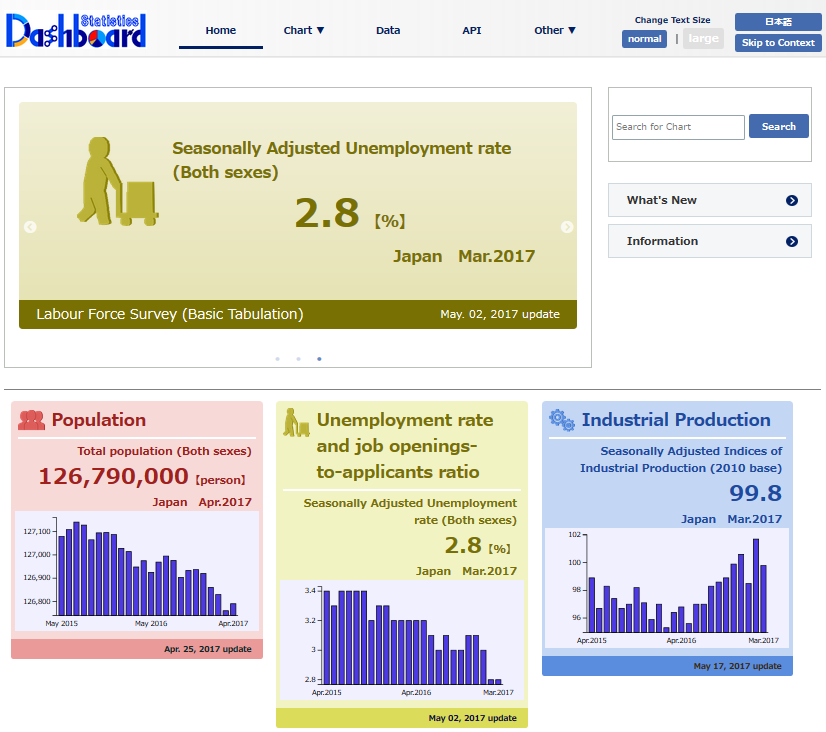 Statistics
Dashboard
Home
Chart ▼
Data
API
Other ▼
Change Text Size
normal | large
日本語
Skip to Context
Seasonally Adjusted Unemployment rate
(Both sexes)
2.8 【%】
Japan Mar.2017
Labour Force Survey (Basic Tabulation)
May. 02, 2017 update
Search for Chart
Search
What's New
Information
Population
Total population (Both sexes)
126,790,000 【person】
Japan Apr.2017
127,100
127,000
126,900
126,800
May 2015 May 2016 Apr.2017
Apr. 25, 2017 update
Unemployment rate
and job openings-
to-applicants ratio
Seasonally Adjusted Unemployment
rate (Both sexes)
2.8 【%】
Japan Mar.2017
3.4
3.2
3
2.8
Apr.2015 Apr.2016 Mar.2017
May 02, 2017 update
Industrial Production
Seasonally Adjusted Indices of
Industrial Production (2010 base)
99.8
Japan Mar.2017
102
100
98
96
Apr.2015 Apr.2016 Mar.2017
May 17, 2017 update